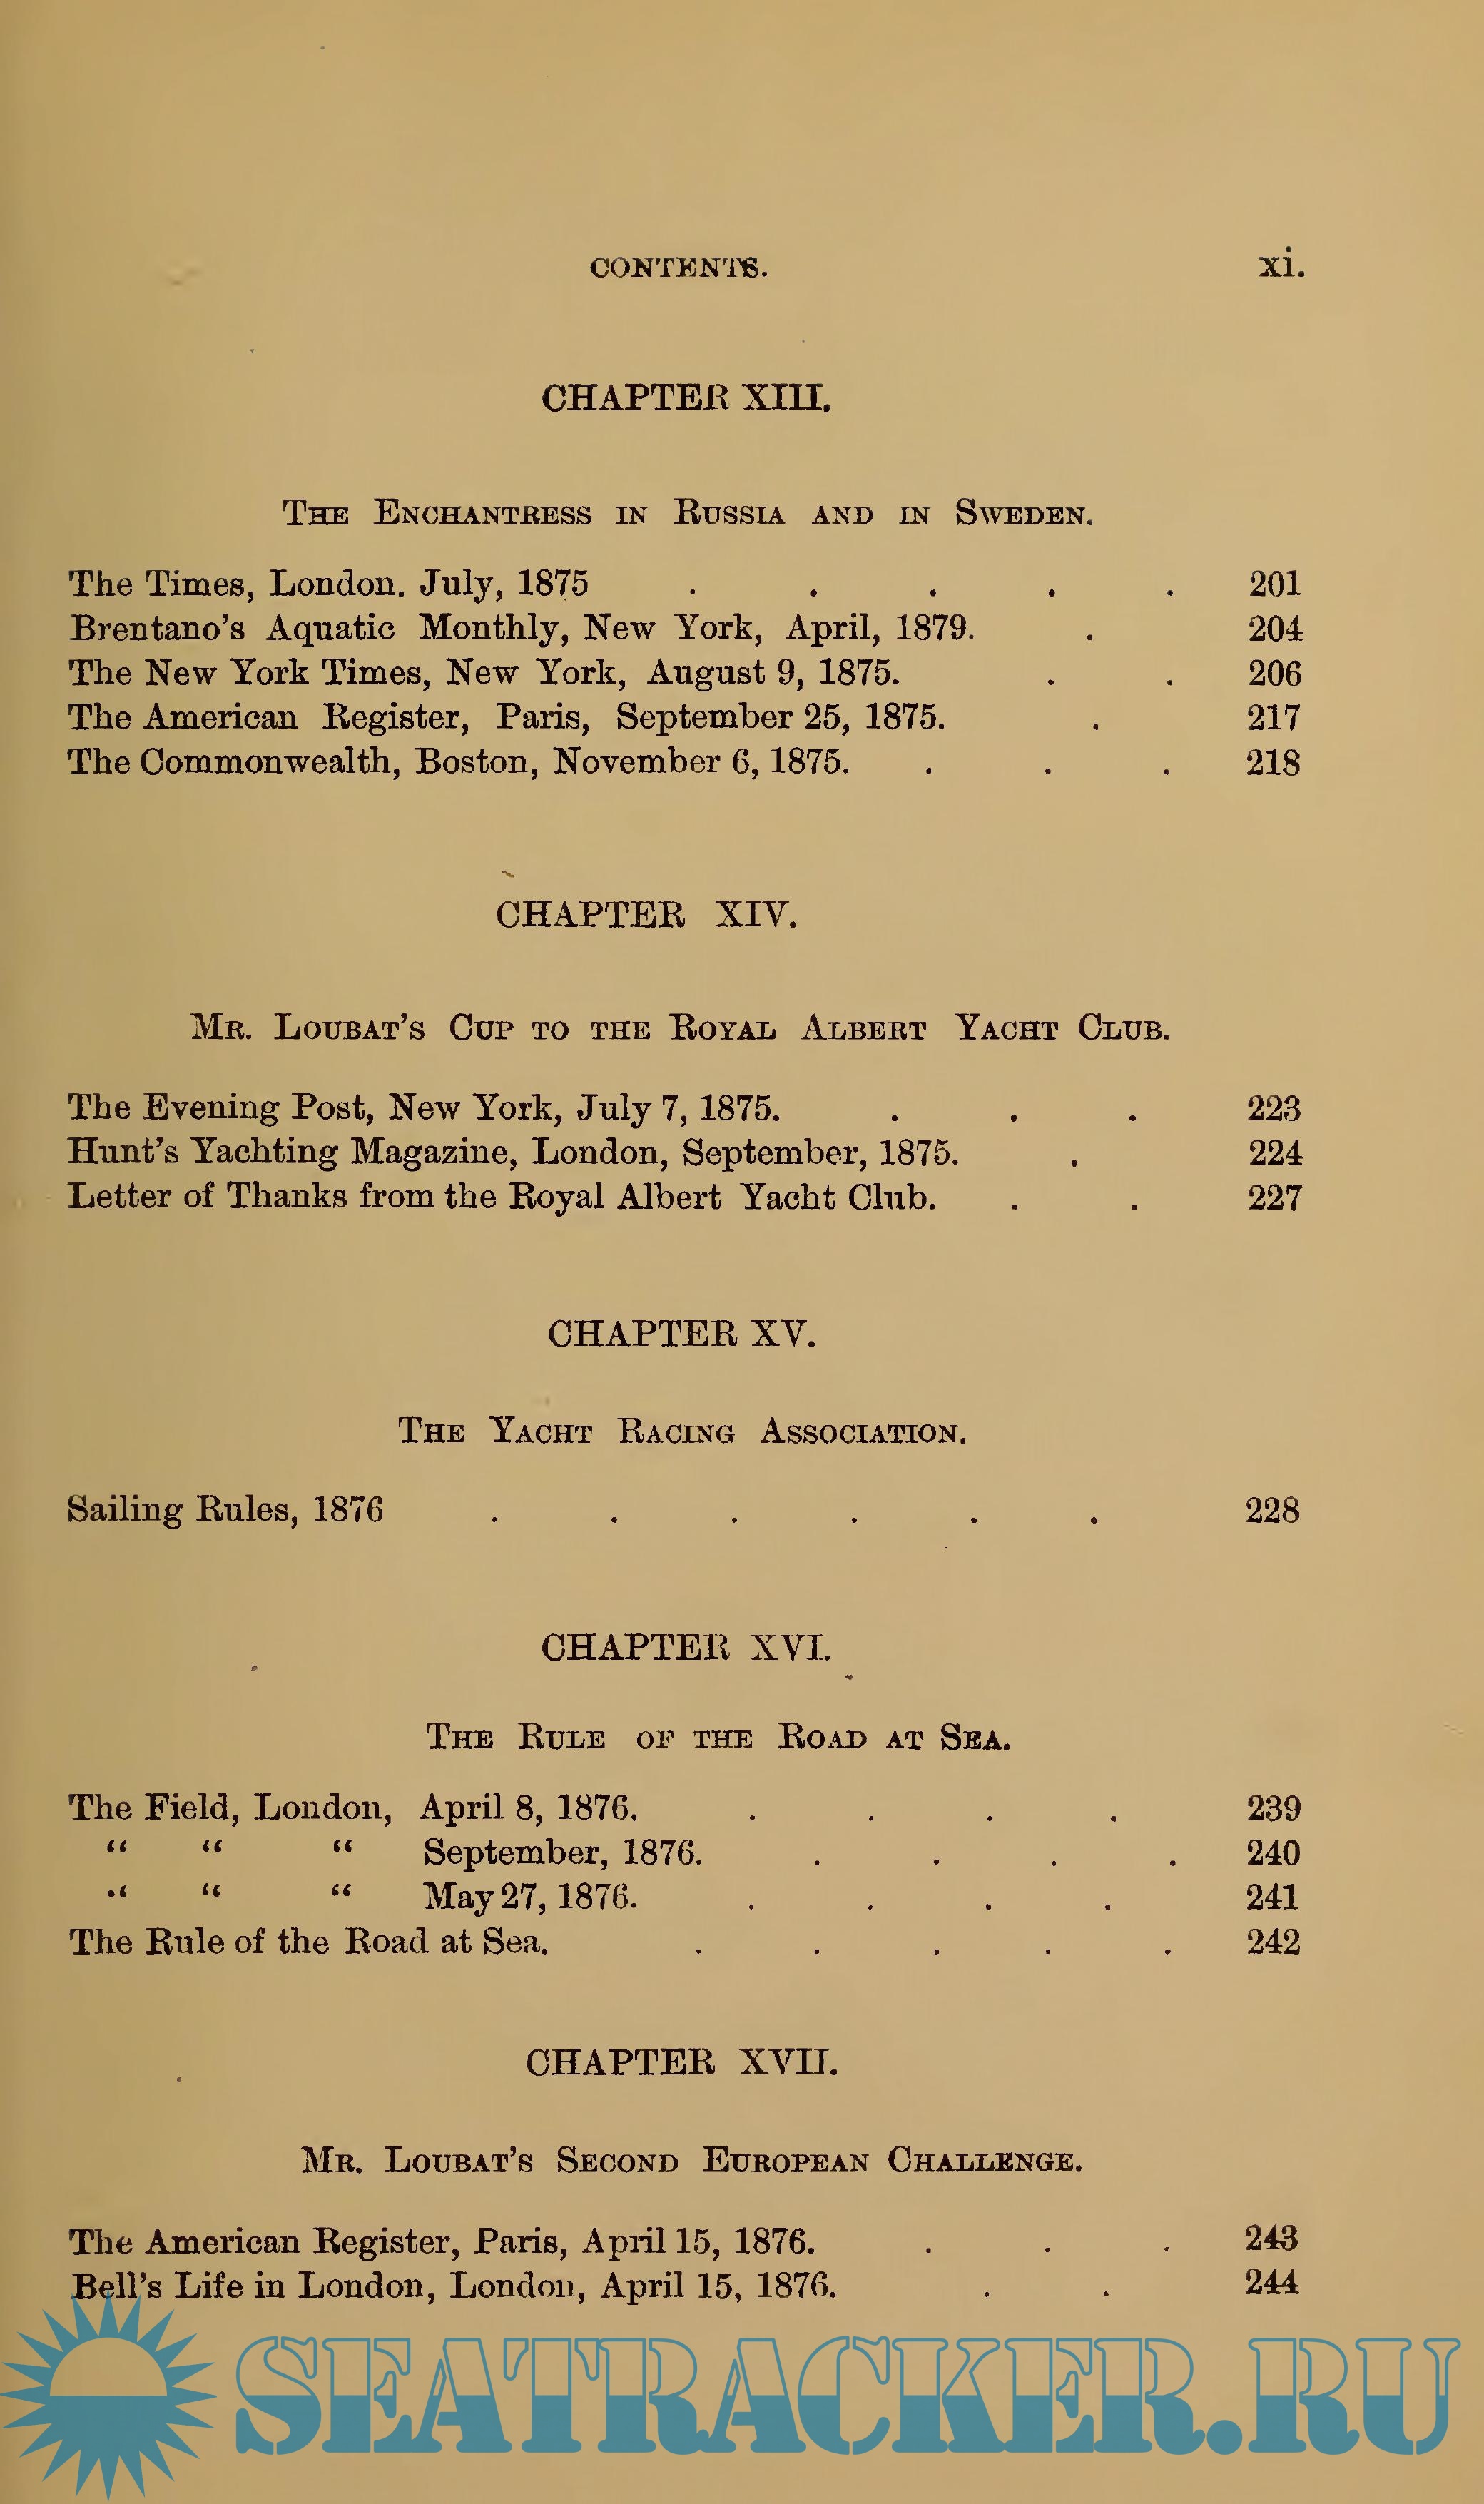 CONTENTS. xi.
CHAPTER XIII.
The Enchantress in Russia and in Sweden.
The Times, London. July, 1875 . . . . . 201
Brentano's Aquatic Monthly, New York, April, 1879. . 204
The New York Times, New York, August 9, 1875. . . 206
The American Register, Paris, September 25, 1875. . 217
The Commonwealth, Boston, November 6, 1875. . . . 218
CHAPTER XIV.
Mr. Loubat's Cup to the Royal Albert Yacht Club.
The Evening Post, New York, July 7, 1875. . . . 223
Hunt's Yachting Magazine, London, September, 1875. . 224
Letter of Thanks from the Royal Albert Yacht Club. . . 227
CHAPTER XV.
The Yacht Racing Association.
Sailing Rules, 1876 . . . . . . 228
CHAPTER XVI.
The Rule of the Road at Sea.
The Field, London, April 8, 1876. . . . . 239
“ “ “ September, 1876. . . . . 240
“ “ “ May 27, 1876. . . . . 241
The Rule of the Road at Sea. . . . . . 242
CHAPTER XVII.
Mr. Loubat's Second European Challenge.
The American Register, Paris, April 15, 1876. . . . 243
Bell's Life in London, London, April 15, 1876. . . 244
SEATRACKER.RU